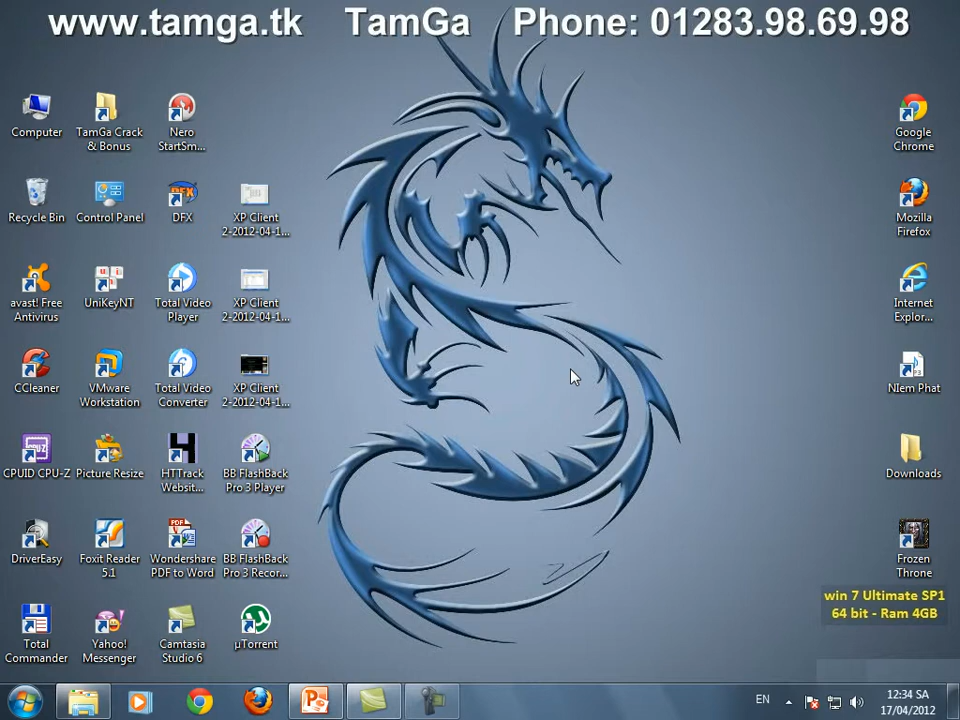 www.tamga.tk TamGa Phone: 01283.98.69.98
Computer
TamGa Crack
& Bonus
Nero
StartSm...
Google
Chrome
Recycle Bin
Control Panel
DFX
XP Client
2-2012-04-1...
Mozilla
Firefox
avast! Free
Antivirus
UniKeyNT
Total Video
Player
XP Client
2-2012-04-1...
Internet
Explor...
CCleaner
VMware
Workstation
Total Video
Converter
XP Client
2-2012-04-1...
NIem Phat
CPUID CPU-Z
Picture Resize
HTTrack
Websit...
BB FlashBack
Pro 3 Player
Downloads
DriverEasy
Foxit Reader
5.1
Wondershare
PDF to Word
BB FlashBack
Pro 3 Recor...
Frozen
Throne
win 7 Ultimate SP1
64 bit - Ram 4GB
Total
Commander
Yahoo!
Messenger
Camtasia
Studio 6
µTorrent
EN
12:34 SA
17/04/2012